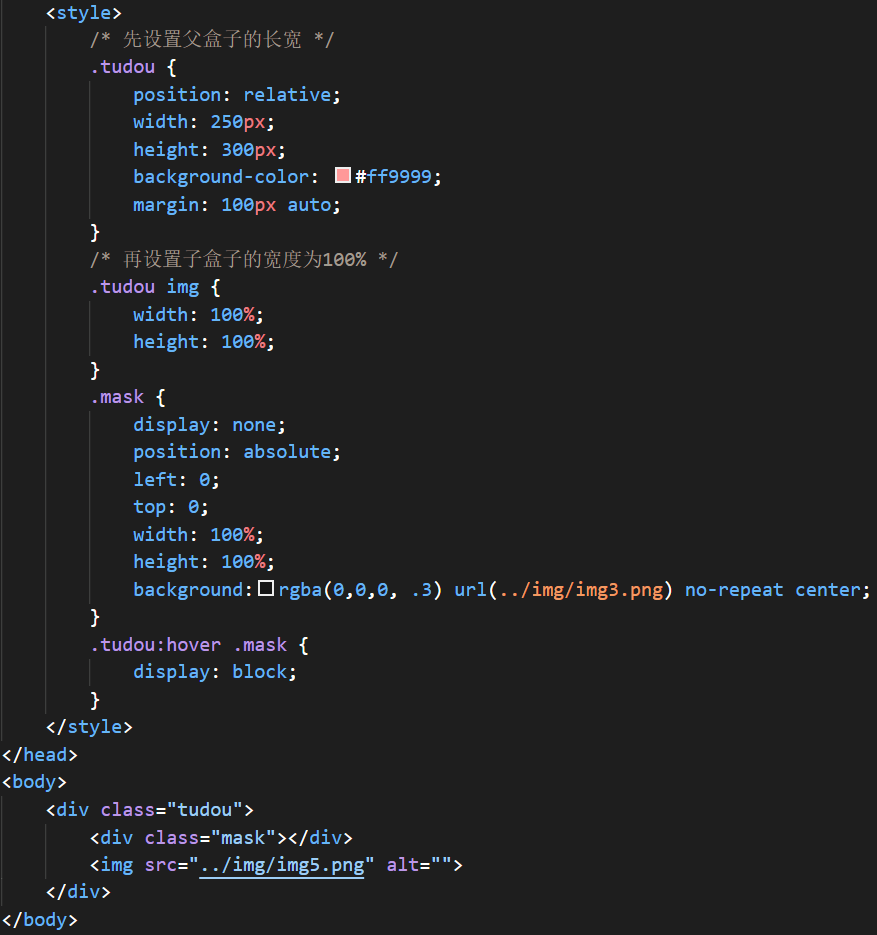 <style>
/* 先设置父盒子的长宽 */
.tudou {
position: relative;
width: 250px;
height: 300px;
background-color: #ff9999;
margin: 100px auto;
}
/* 再设置子盒子的宽度为100% */
.tudou img {
width: 100%;
height: 100%;
}
.mask {
display: none;
position: absolute;
left: 0;
top: 0;
width: 100%;
height: 100%;
background: rgba(0,0,0, .3) url(../img/img3.png) no-repeat center;
}
.tudou:hover .mask {
display: block;
}
</style>
</head>
<body>
<div class="tudou">
<div class="mask"></div>
<img src="../img/img5.png" alt="">
</div>
</body>